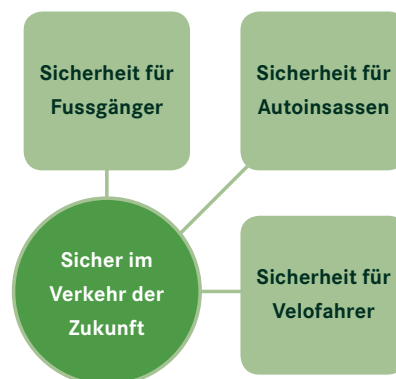 Sicherheit für
Fussgänger
Sicherheit für
Autoinsassen
Sicher im
Verkehr der
Zukunft
Sicherheit für
Velofahrer